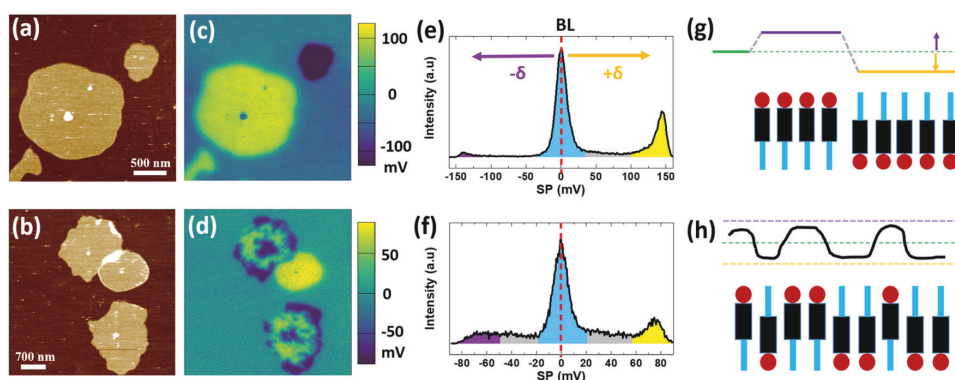 (a)
500 nm
(c)
100
0
-100
mV
(e)
BL
-δ
+δ
Intensity (a.u)
-150 -100 -50 0 50 100 150
SP (mV)
(g)
(b)
700 nm
(d)
50
0
-50
mV
(f)
Intensity (a.u)
-80 -60 -40 -20 0 20 40 60 80
SP (mV)
(h)